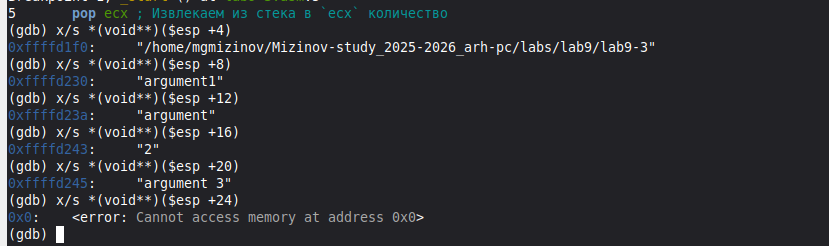 5       pop ecx ; Извлекаем из стека в `ecx` количество
(gdb) x/s *(void**)($esp +4)
0xffffd1f0:     "/home/mgmizinov/Mizinov-study_2025-2026_arh-pc/labs/lab9/lab9-3"
(gdb) x/s *(void**)($esp +8)
0xffffd230:     "argument1"
(gdb) x/s *(void**)($esp +12)
0xffffd23a:     "argument"
(gdb) x/s *(void**)($esp +16)
0xffffd243:     "2"
(gdb) x/s *(void**)($esp +20)
0xffffd245:     "argument 3"
(gdb) x/s *(void**)($esp +24)
0x0:    <error: Cannot access memory at address 0x0>
(gdb)